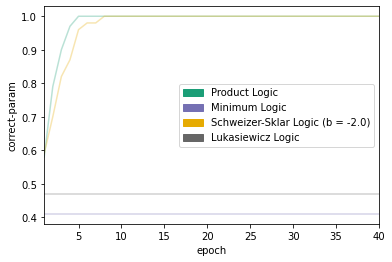 1.0
0.9
0.8
0.7
0.6
0.5
0.4
correct-param
Product Logic
Minimum Logic
Schweizer-Sklar Logic (b = -2.0)
Lukasiewicz Logic
5 10 15 20 25 30 35 40
epoch